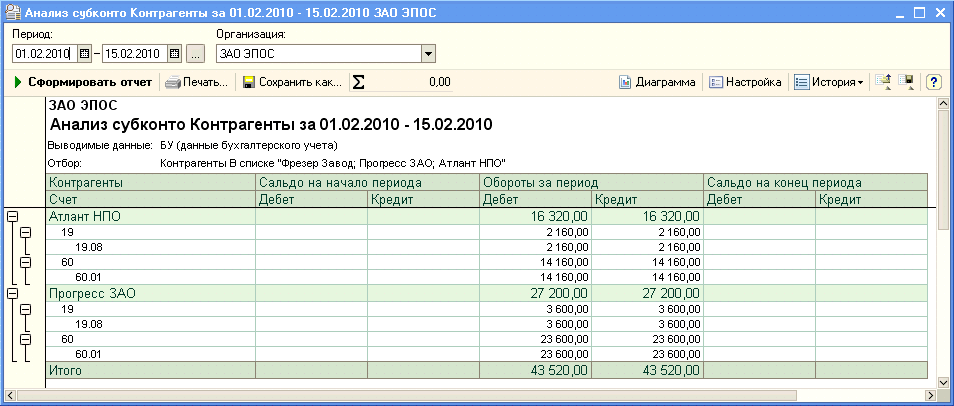 Анализ субконто Контрагенты за 01.02.2010 - 15.02.2010 ЗАО ЭПОС
Период: Организация:
01.02.2010 – 15.02.2010 ... ЗАО ЭПОС
Сформировать отчет Печать... Сохранить как... Σ 0,00 Диаграмма Настройка История ?
ЗАО ЭПОС
Анализ субконто Контрагенты за 01.02.2010 - 15.02.2010
Выводимые данные: БУ (данные бухгалтерского учета)
Отбор: Контрагенты В списке "Фрезер Завод; Прогресс ЗАО; Атлант НПО"
Контрагенты Сальдо на начало периода Обороты за период Сальдо на конец периода
Счет Дебет Кредит Дебет Кредит Дебет Кредит
Атлант НПО 16 320,00 16 320,00
19 2 160,00 2 160,00
19.08 2 160,00 2 160,00
60 14 160,00 14 160,00
60.01 14 160,00 14 160,00
Прогресс ЗАО 27 200,00 27 200,00
19 3 600,00 3 600,00
19.08 3 600,00 3 600,00
60 23 600,00 23 600,00
60.01 23 600,00 23 600,00
Итого 43 520,00 43 520,00